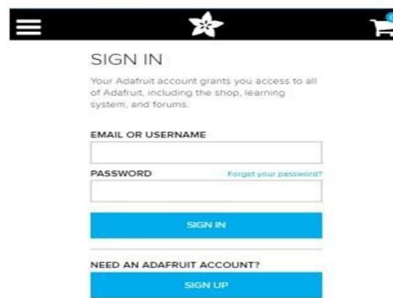 SIGN IN
Your Adafruit account grants you access to all
of Adafruit, including the shop, learning
system, and forums.
EMAIL OR USERNAME
PASSWORD Forget your password?
SIGN IN
NEED AN ADAFRUIT ACCOUNT?
SIGN UP